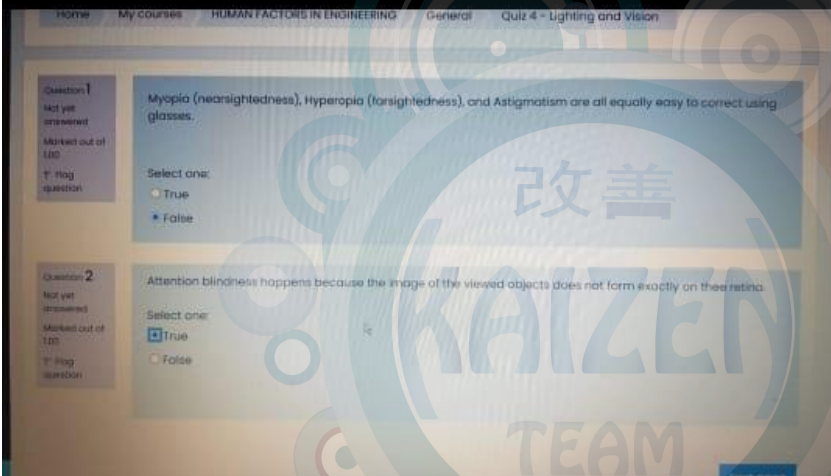 Home My courses HUMAN FACTORS IN ENGINEERING General Quiz 4 - Lighting and Vision
Question 1
Not yet
answered
Marked out of
1.00
Flag
question
Myopia (nearsightedness), Hyperopia (farsightedness), and Astigmatism are all equally easy to correct using
glasses.
Select one:
True
False
Question 2
Not yet
answered
Marked out of
1.00
Flag
question
Attention blindness happens because the image of the viewed objects does not form exactly on thee retina.
Select one:
True
False
改善
KAIZEN
TEAM